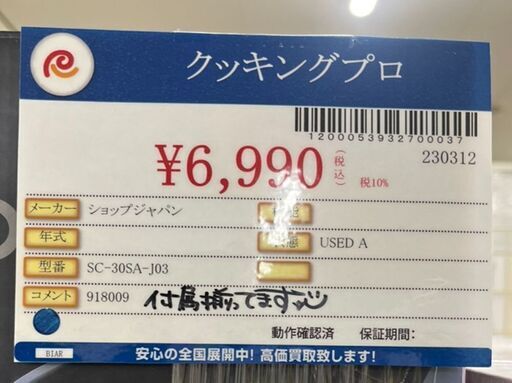 クッキングプロ
1200053932700037
¥6,990 (税込) 税10%
230312
メーカー ショップジャパン
年式
USED A
型番 SC-30SA-J03
コメント 918009 付属揃ってます
動作確認済 保証期間:
BIAR
安心の全国展開中! 高価買取致します!